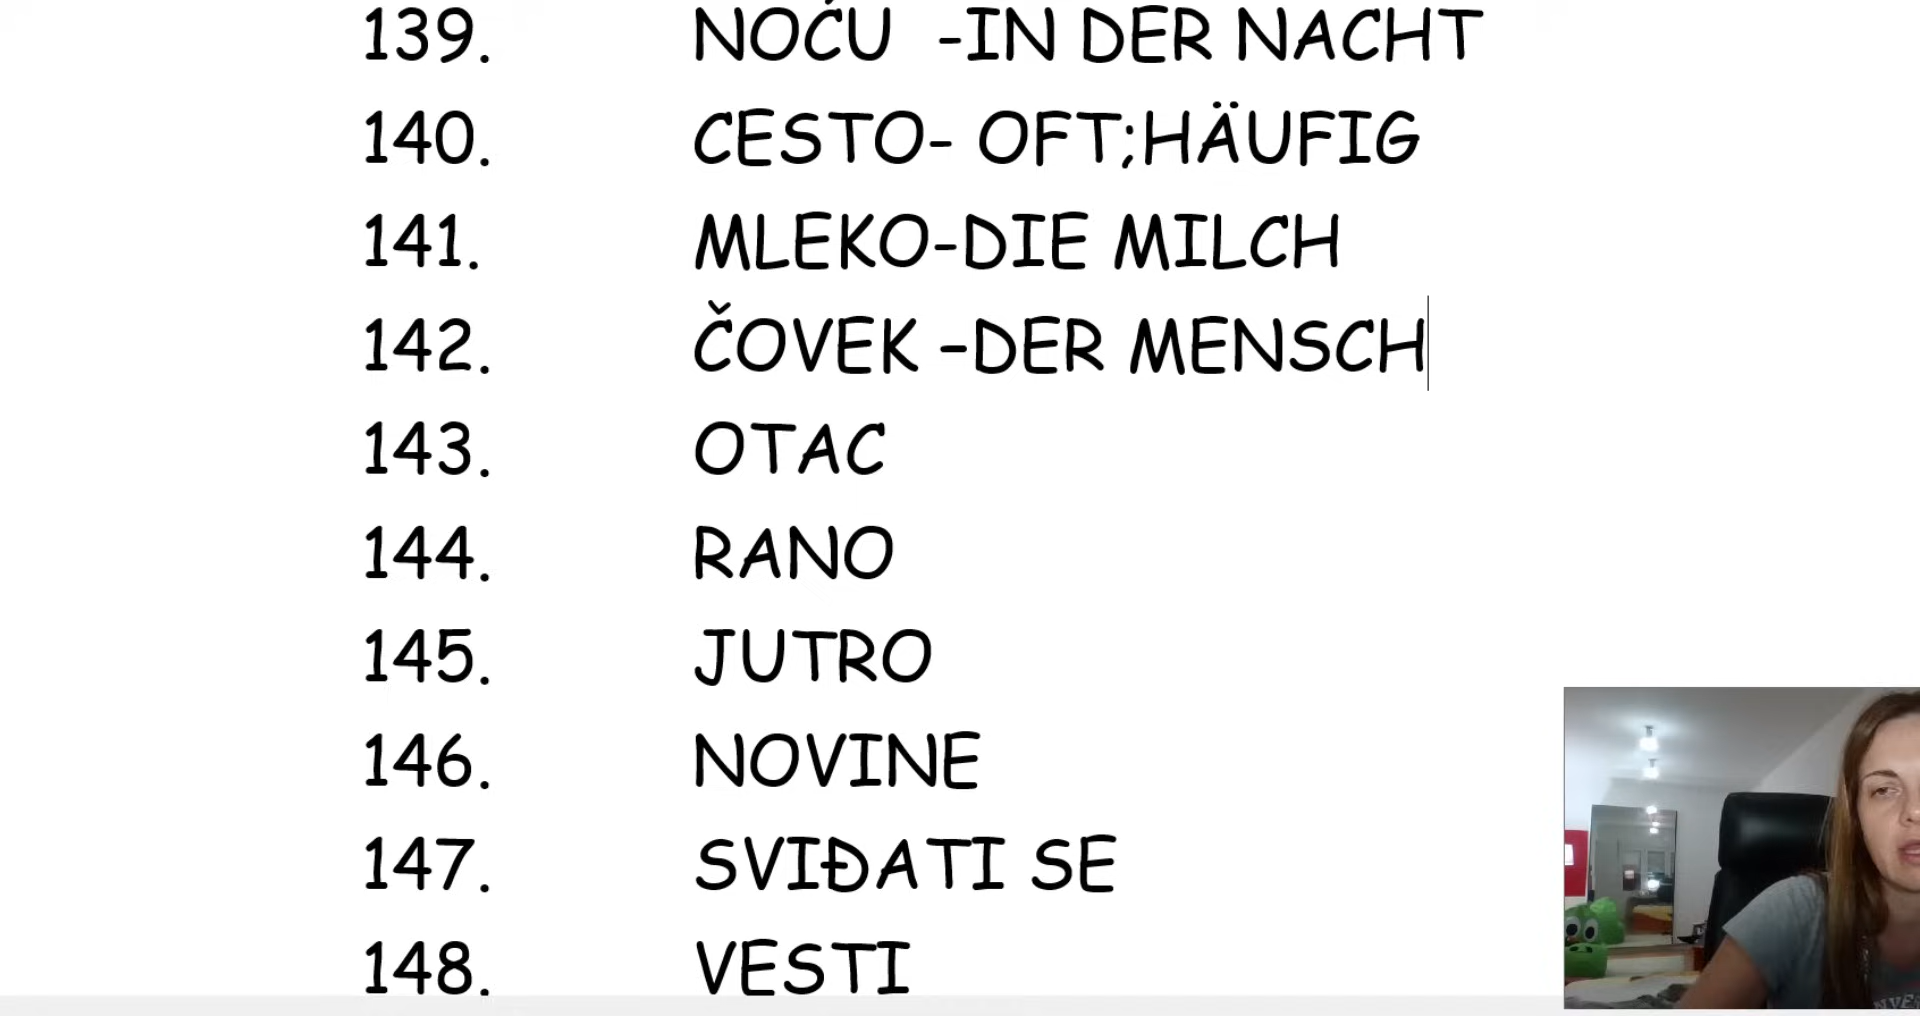 139. NOĆU -IN DER NACHT
140. CESTO- OFT;HÄUFIG
141. MLEKO-DIE MILCH
142. ČOVEK -DER MENSCH
143. OTAC
144. RANO
145. JUTRO
146. NOVINE
147. SVIĐATI SE
148. VESTI